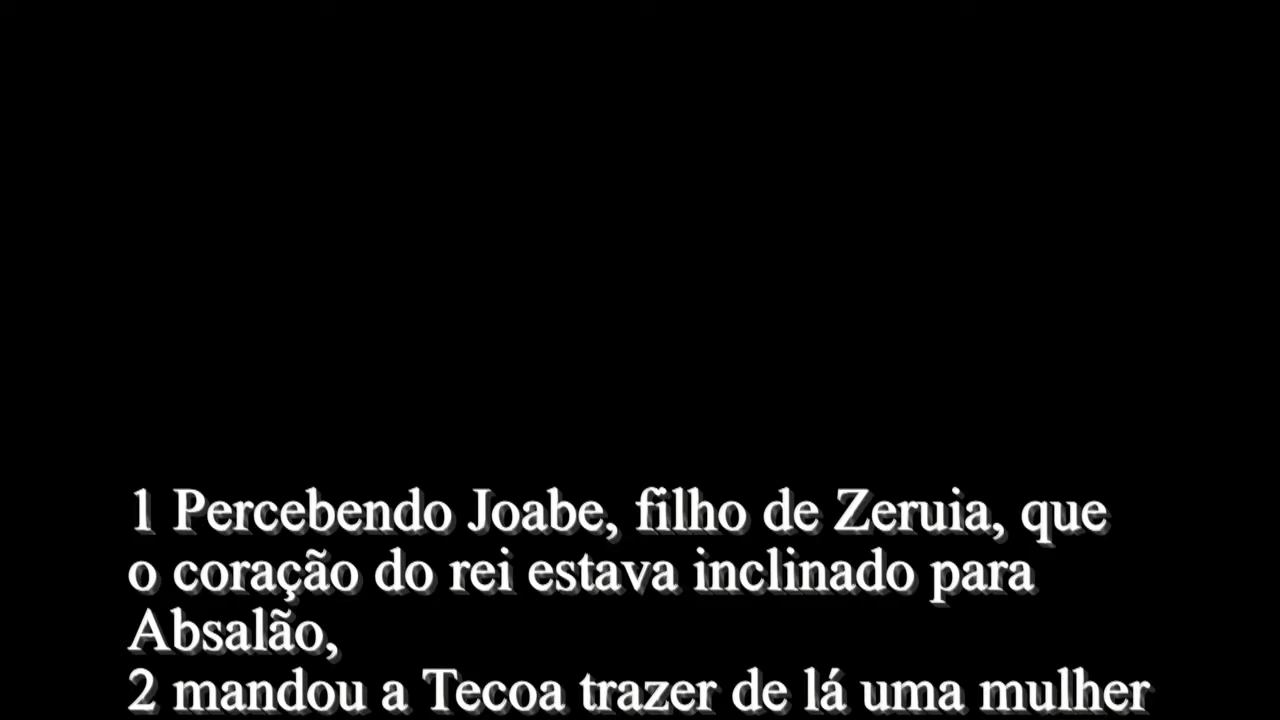 1 Percebendo Joabe, filho de Zeruia, que
o coração do rei estava inclinado para
Absalão,
2 mandou a Tecoa trazer de lá uma mulher